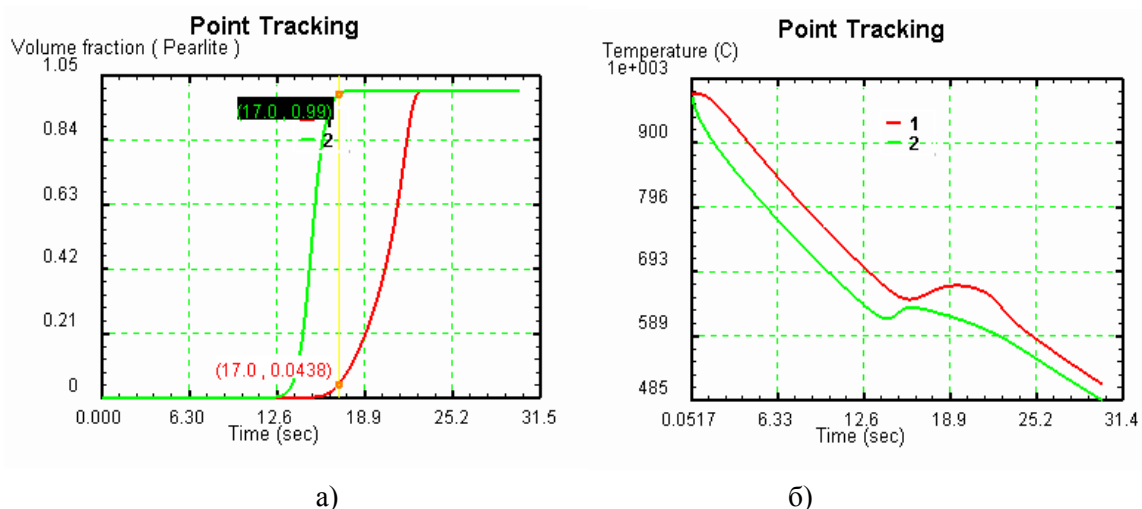 Point Tracking
Volume fraction ( Pearlite )
1.05
0.84
0.63
0.42
0.21
0
(17.0 , 0.99)
1
2
(17.0 , 0.0438)
0.000 6.30 12.6 18.9 25.2 31.5
Time (sec)
а)
Point Tracking
Temperature (C)
1e+003
900
796
693
589
485
1
2
0.0517 6.33 12.6 18.9 25.2 31.4
Time (sec)
б)